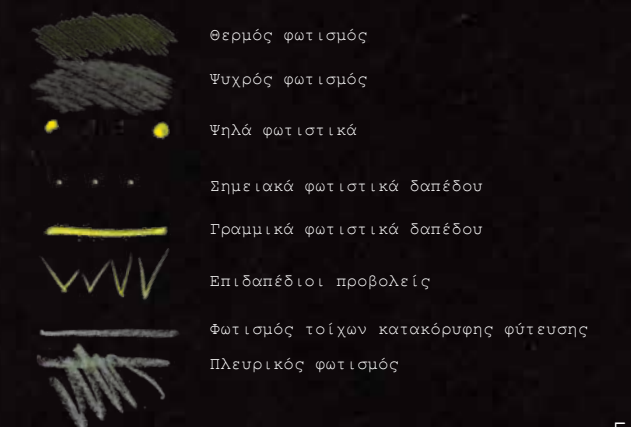 Θερμός φωτισμός
Ψυχρός φωτισμός
Ψηλά φωτιστικά
Σημειακά φωτιστικά δαπέδου
Γραμμικά φωτιστικά δαπέδου
Επιδαπέδιοι προβολείς
Φωτισμός τοίχων κατακόρυφης φύτευσης
Πλευρικός φωτισμός